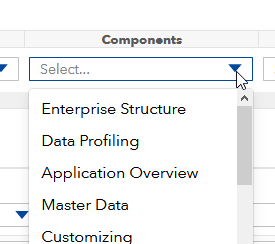 Components
Select...
Enterprise Structure
Data Profiling
Application Overview
Master Data
Customizing